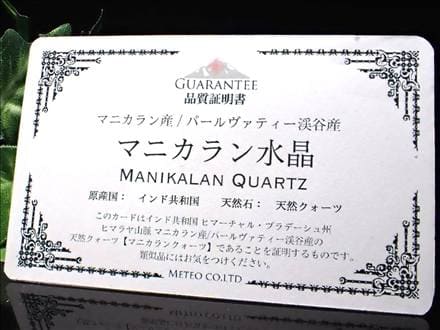 GUARANTEE
品質証明書
マニカラン産/パールヴァティー渓谷産
マニカラン水晶
MANIKALAN QUARTZ
原産国： インド共和国 天然石： 天然クォーツ
このカードはインド共和国 ヒマーチャル・プラデーシュ州
ヒマラヤ山脈 マニカラン産/パールヴァティー渓谷産の
天然クォーツ【マニカランクォーツ】であることを証明するものです。
類似品にはお気をつけください。
METEO CO.LTD